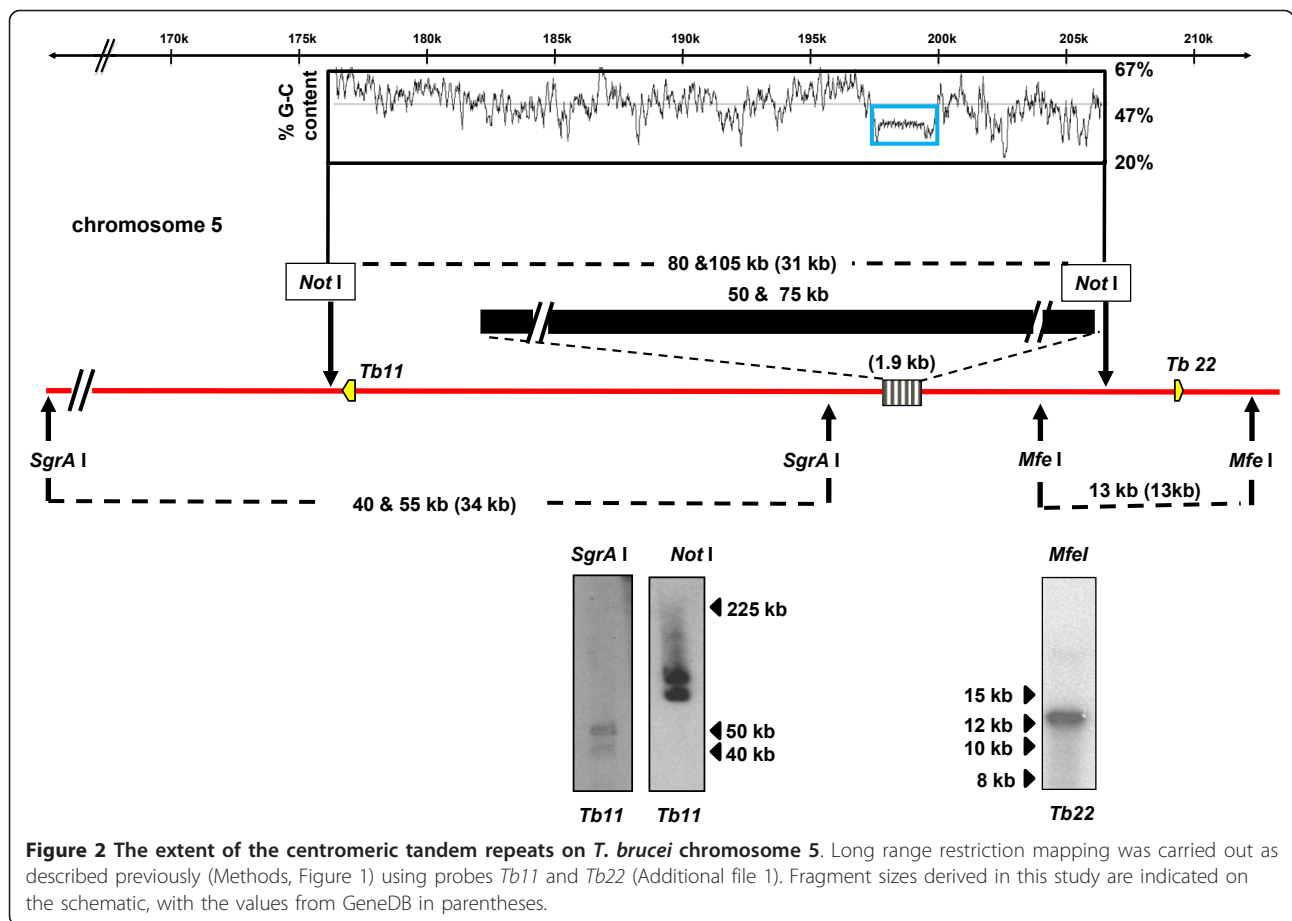 170k 175k 180k 185k 190k 195k 200k 205k 210k
% G-C content
67%
47%
20%
chromosome 5
Not I
80 &105 kb (31 kb)
Not I
50 & 75 kb
(1.9 kb)
Tb11
Tb 22
SgrA I
SgrA I
Mfe I
Mfe I
40 & 55 kb (34 kb)
13 kb (13kb)
SgrA I
Not I
MfeI
225 kb
50 kb
40 kb
15 kb
12 kb
10 kb
8 kb
Tb11
Tb11
Tb22
Figure 2 The extent of the centromeric tandem repeats on T. brucei chromosome 5. Long range restriction mapping was carried out as
described previously (Methods, Figure 1) using probes Tb11 and Tb22 (Additional file 1). Fragment sizes derived in this study are indicated on
the schematic, with the values from GeneDB in parentheses.